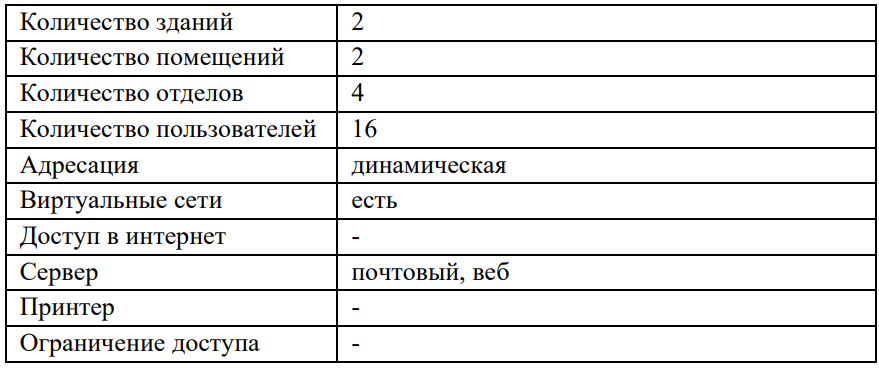 Количество зданий 2
Количество помещений 2
Количество отделов 4
Количество пользователей 16
Адресация динамическая
Виртуальные сети есть
Доступ в интернет -
Сервер почтовый, веб
Принтер -
Ограничение доступа -